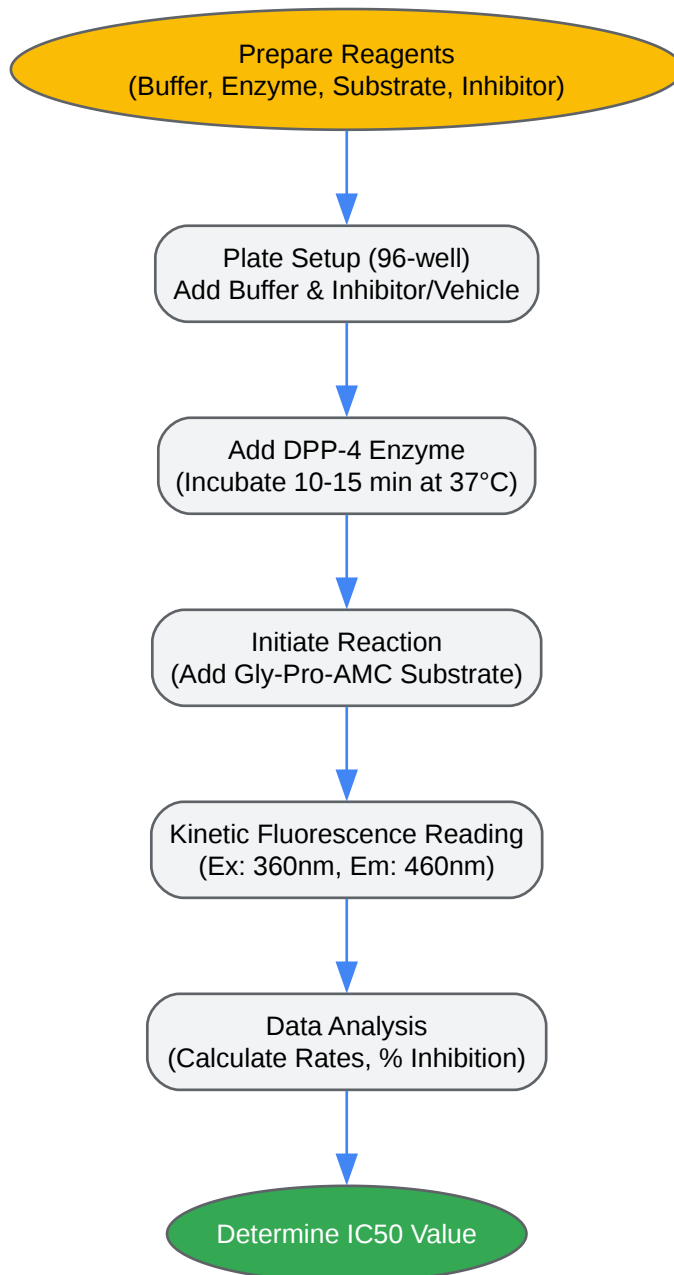 Prepare Reagents
(Buffer, Enzyme, Substrate, Inhibitor)
Plate Setup (96-well)
Add Buffer & Inhibitor/Vehicle
Add DPP-4 Enzyme
(Incubate 10-15 min at 37°C)
Initiate Reaction
(Add Gly-Pro-AMC Substrate)
Kinetic Fluorescence Reading
(Ex: 360nm, Em: 460nm)
Data Analysis
(Calculate Rates, % Inhibition)
Determine IC50 Value